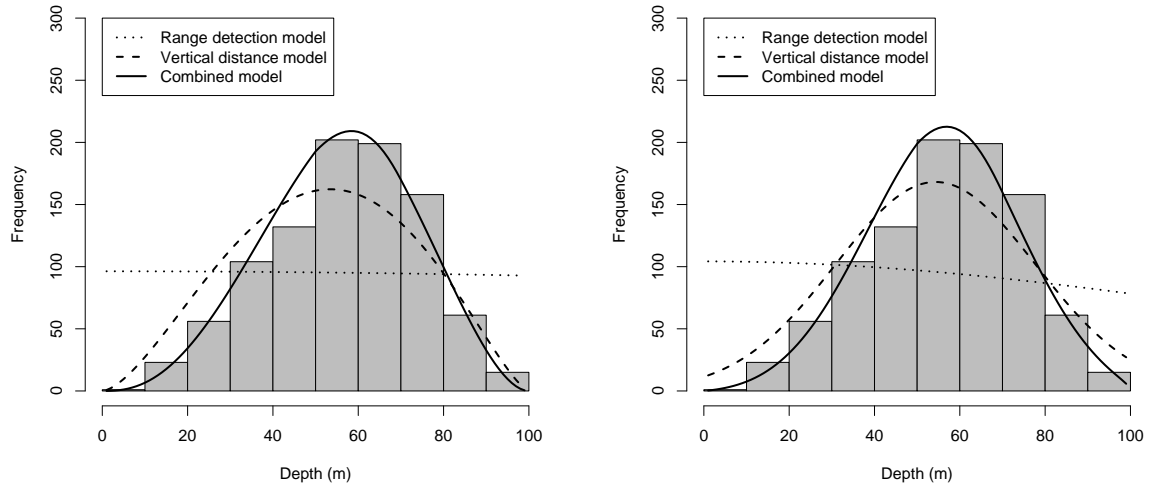 Range detection model
Vertical distance model
Combined model
Frequency
300
250
200
150
100
50
0
0 20 40 60 80 100
Depth (m)
Range detection model
Vertical distance model
Combined model
Frequency
300
250
200
150
100
50
0
0 20 40 60 80 100
Depth (m)